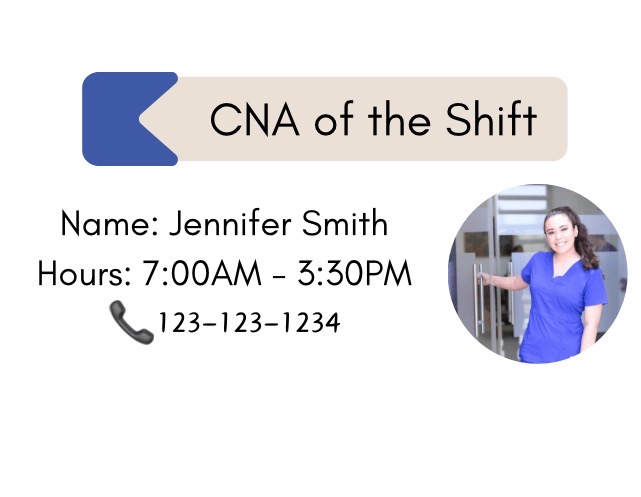 CNA of the Shift
Name: Jennifer Smith
Hours: 7:00AM - 3:30PM
📞 123-123-1234